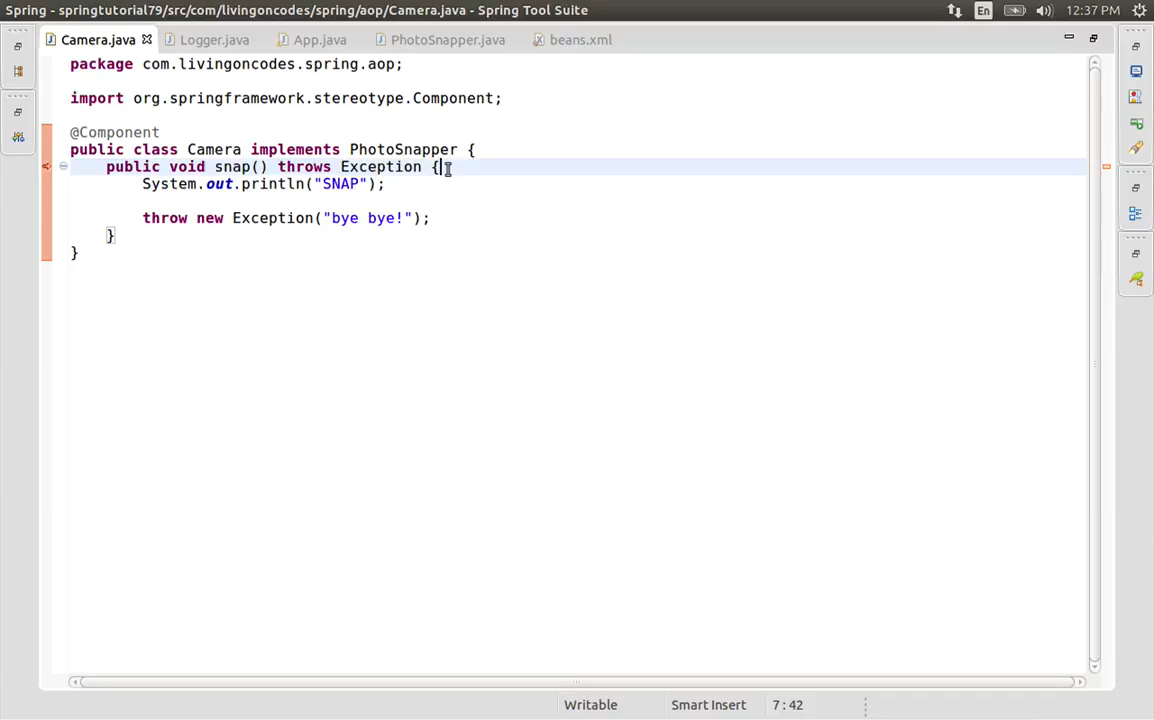 Spring - springtutorial79/src/com/livingoncodes/spring/aop/Camera.java - Spring Tool Suite
En
12:37 PM
Camera.java
Logger.java
App.java
PhotoSnapper.java
beans.xml
package com.livingoncodes.spring.aop;
import org.springframework.stereotype.Component;
@Component
public class Camera implements PhotoSnapper {
public void snap() throws Exception {
System.out.println("SNAP");
throw new Exception("bye bye!");
}
}
Writable
Smart Insert
7 : 42